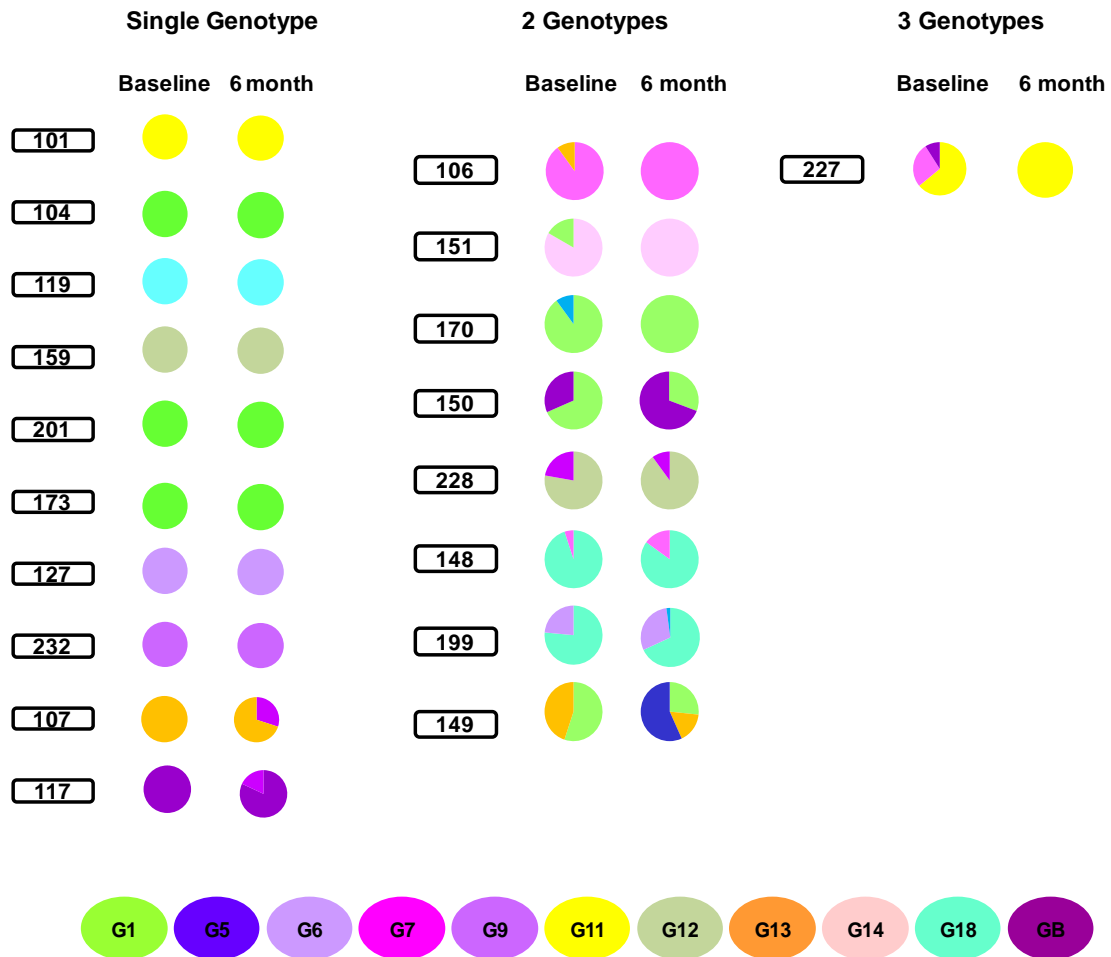 Single Genotype
2 Genotypes
3 Genotypes
Baseline 6 month
Baseline 6 month
Baseline 6 month
101
104
119
159
201
173
127
232
107
117
106
151
170
150
228
148
199
149
227
G1 G5 G6 G7 G9 G11 G12 G13 G14 G18 GB